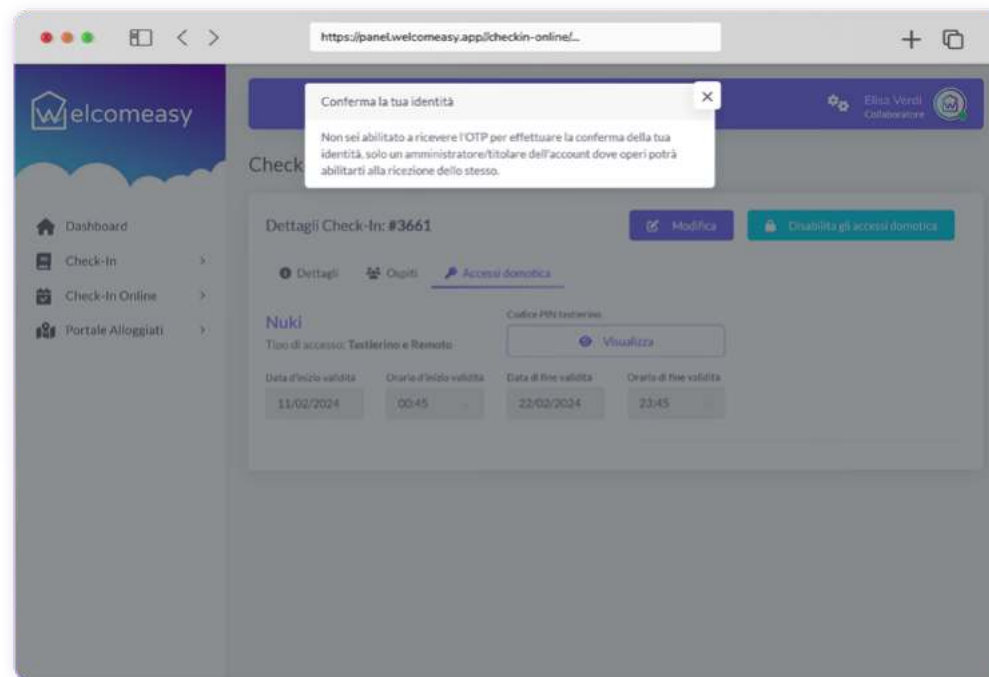 https://panel.welcomeasy.app//checkin-online/...
Welcomeasy
Conferma la tua identità
Non sei abilitato a ricevere l'OTP per effettuare la conferma della tua
identità, solo un amministratore/titolare dell'account dove operi potrà
abilitarti alla ricezione dello stesso.
Elisa Verdi
Collaboratore
Check
Dashboard
Check-In
Check-In Online
Portale Alloggiati
Dettagli Check-In: #3661
Modifica
Disabilita gli accessi domotica
Dettagli
Ospiti
Accessi domotica
Nuki
Tipo di accesso: Tastierino e Remoto
Codice PIN tastierino
Visualizza
Data d'inizio validità
Orario d'inizio validità
Data di fine validità
Orario di fine validità
11/02/2024
00:45
22/02/2024
23:45